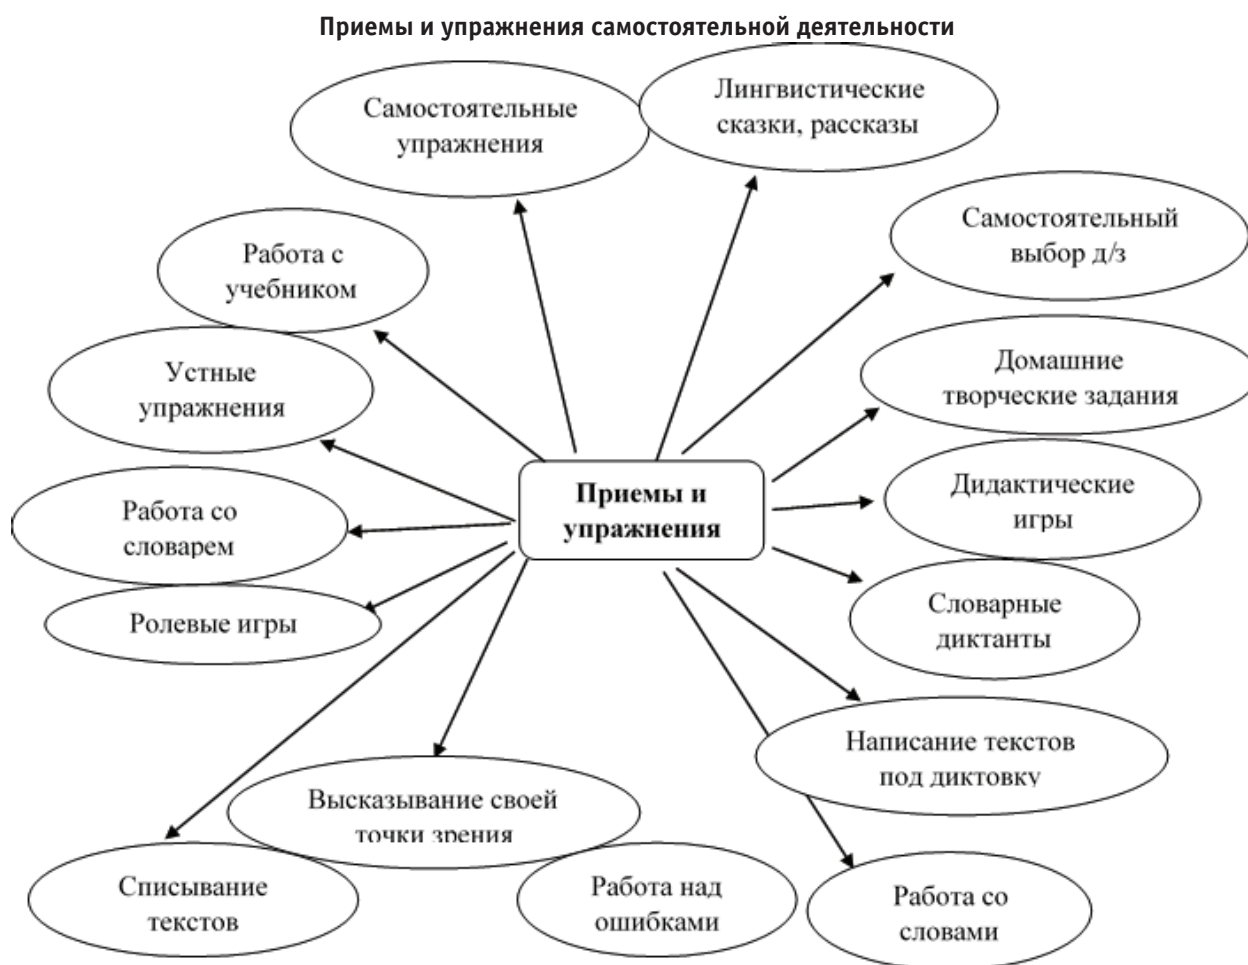 Приемы и упражнения самостоятельной деятельности
Самостоятельные
упражнения
Лингвистические
сказки, рассказы
Работа с
учебником
Самостоятельный
выбор д/з
Устные
упражнения
Домашние
творческие задания
Приемы и
упражнения
Работа со
словарем
Дидактические
игры
Ролевые игры
Словарные
диктанты
Написание текстов
под диктовку
Высказывание своей
точки зрения
Списывание
текстов
Работа над
ошибками
Работа со
словами